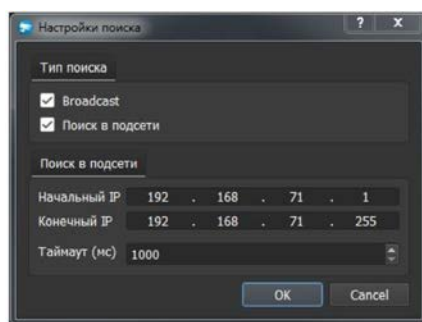 Настройки поиска ? X
Тип поиска
Broadcast
Поиск в подсети
Поиск в подсети
Начальный IP 192 . 168 . 71 . 1
Конечный IP 192 . 168 . 71 . 255
Таймаут (мс) 1000
OK Cancel